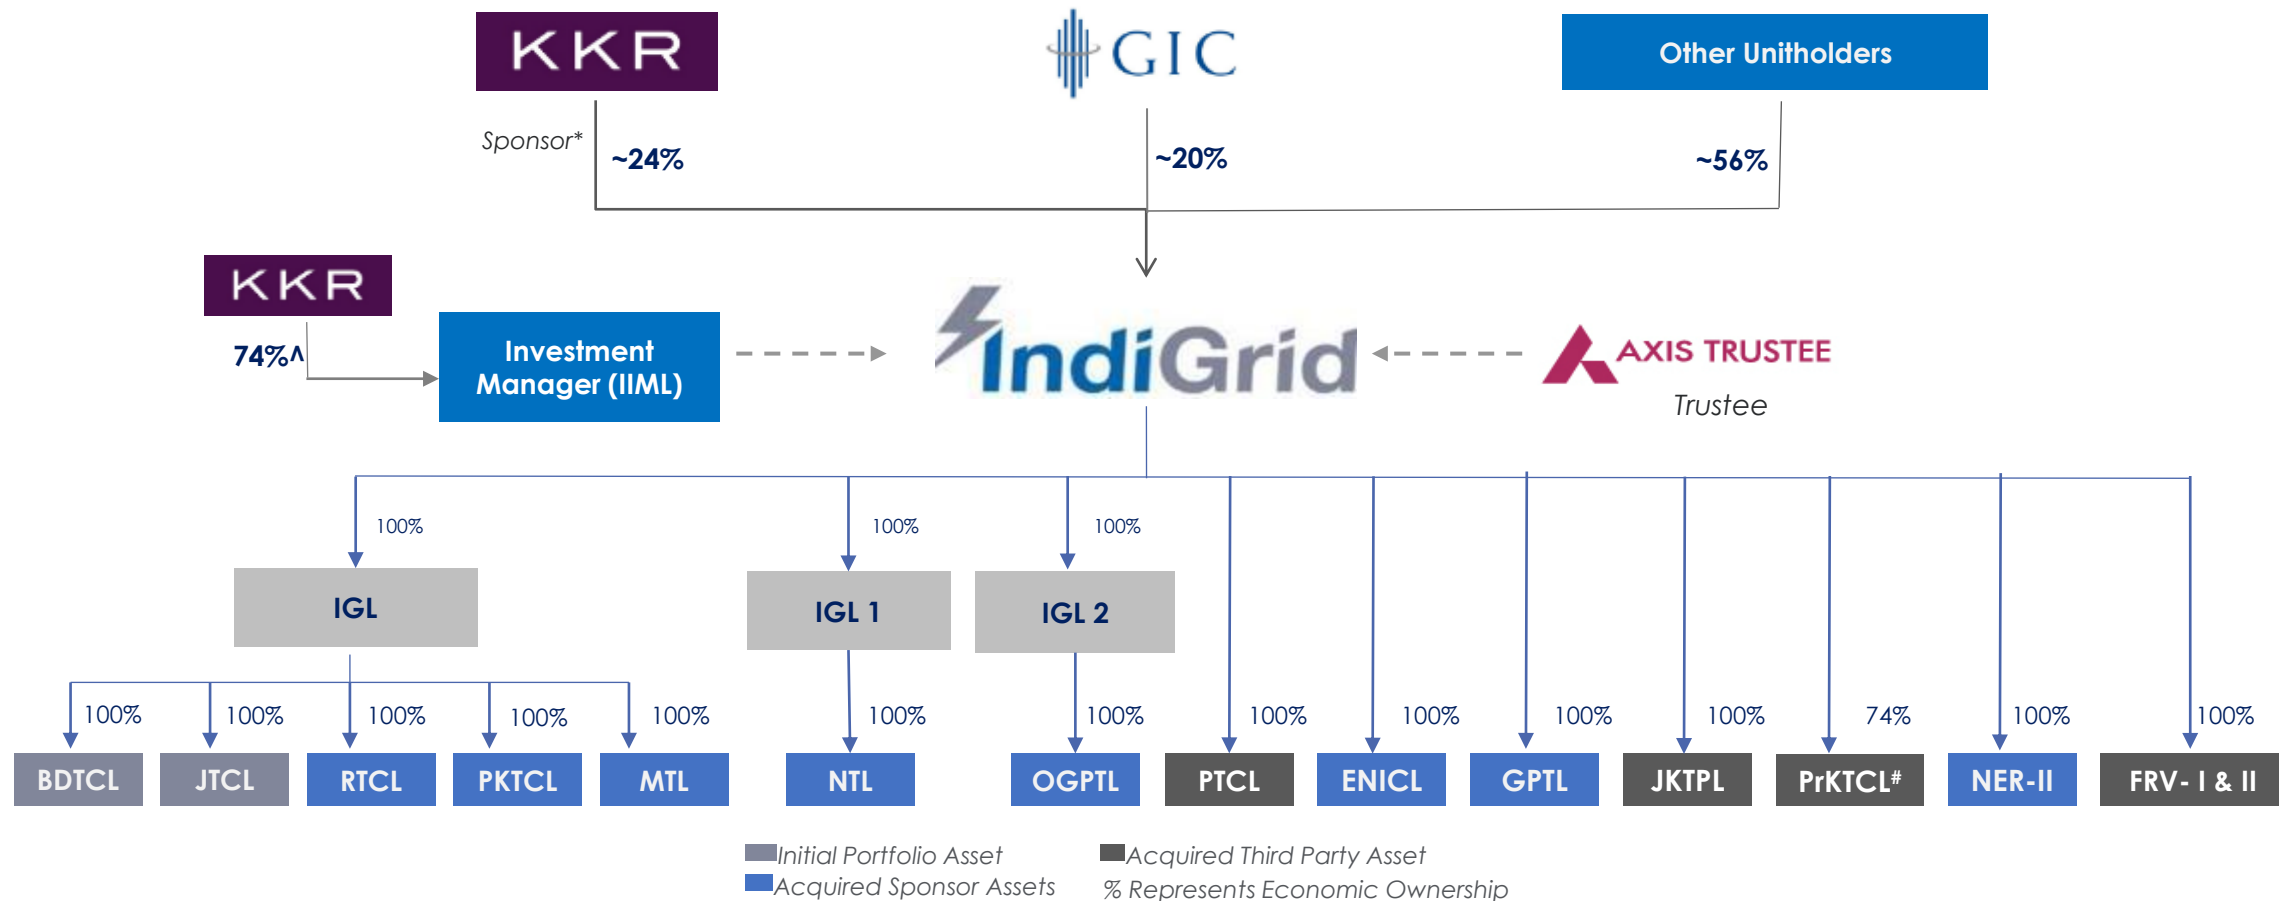 KKR
GIC
Other Unitholders
Sponsor*
~24%
~20%
~56%
KKR
74%^
Investment
Manager (IIML)
IndiGrid
AXIS TRUSTEE
Trustee
100%
100%
100%
IGL
IGL 1
IGL 2
100%
100%
100%
100%
100%
100%
100%
100%
100%
100%
100%
74%
100%
100%
BDTCL
JTCL
RTCL
PKTCL
MTL
NTL
OGPTL
PTCL
ENICL
GPTL
JKTPL
PrKTCL#
NER-II
FRV- I & II
Initial Portfolio Asset
Acquired Third Party Asset
Acquired Sponsor Assets
% Represents Economic Ownership